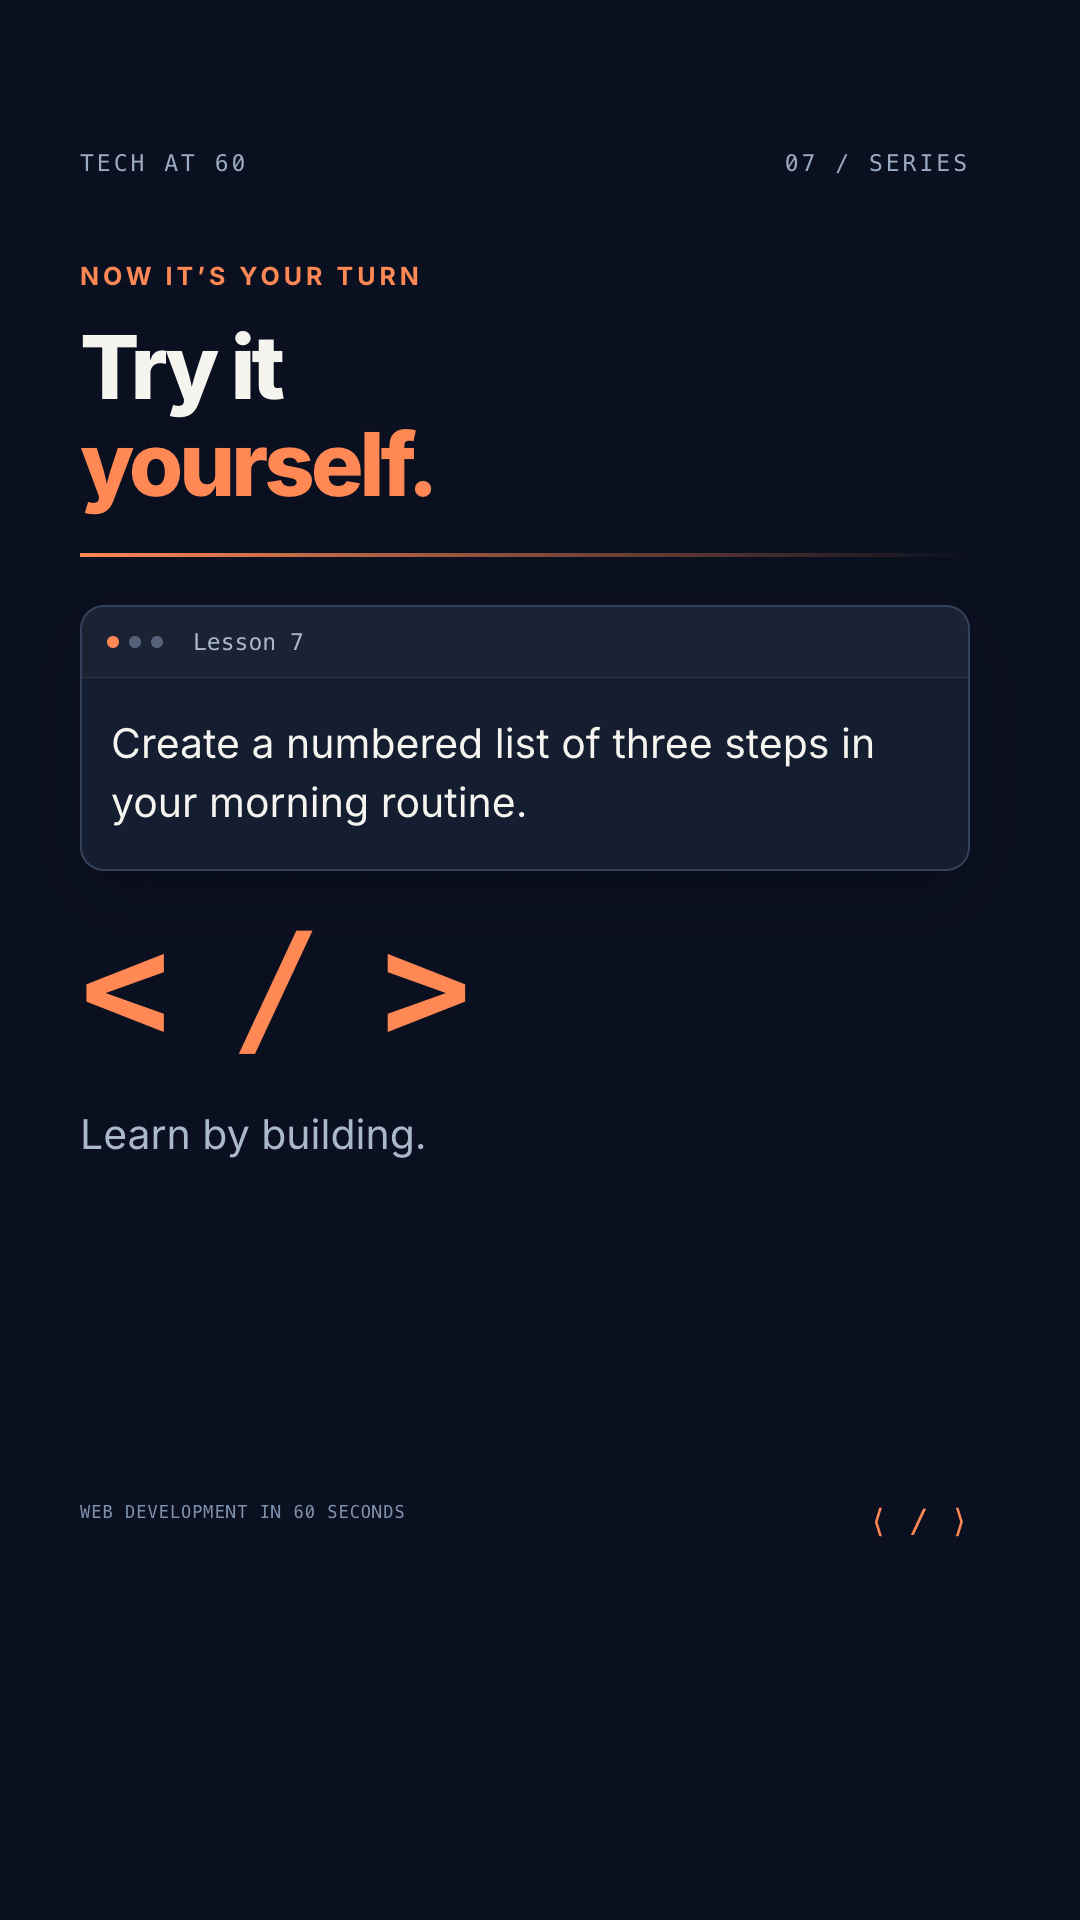 TECH AT 60
07 / SERIES
NOW IT’S YOUR TURN
Try it
yourself.
Lesson 7
Create a numbered list of three steps in
your morning routine.
< / >
Learn by building.
WEB DEVELOPMENT IN 60 SECONDS
⟨ / ⟩